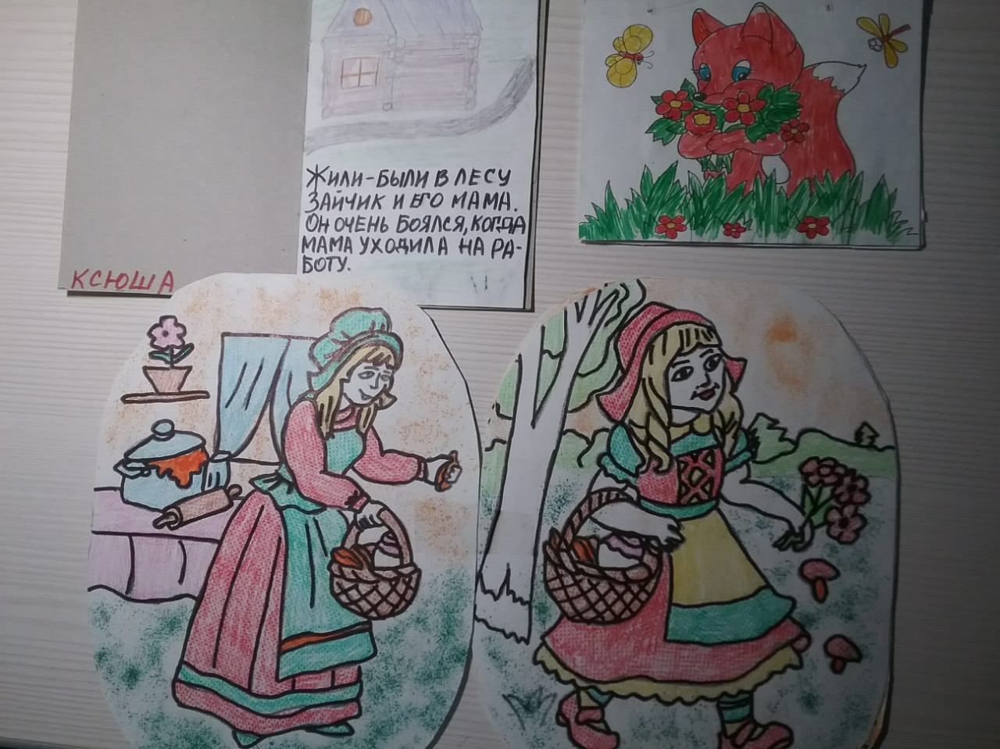 Жили-были в лесу
зайчик и его мама.
Он очень боялся, когда
мама уходила на ра-
боту.
Ксюша